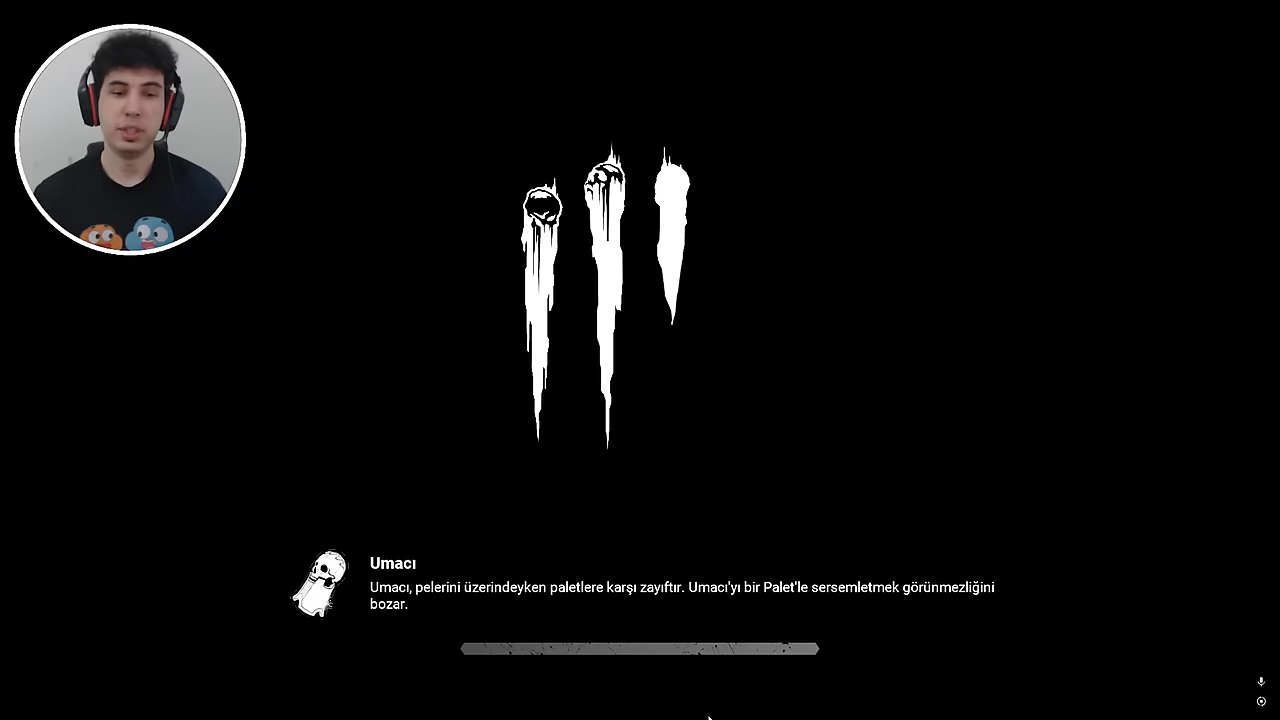 Umacı
Umacı, pelerini üzerindeyken paletlere karşı zayıftır. Umacı'yı bir Palet'le sersemletmek görünmezliğini
bozar.